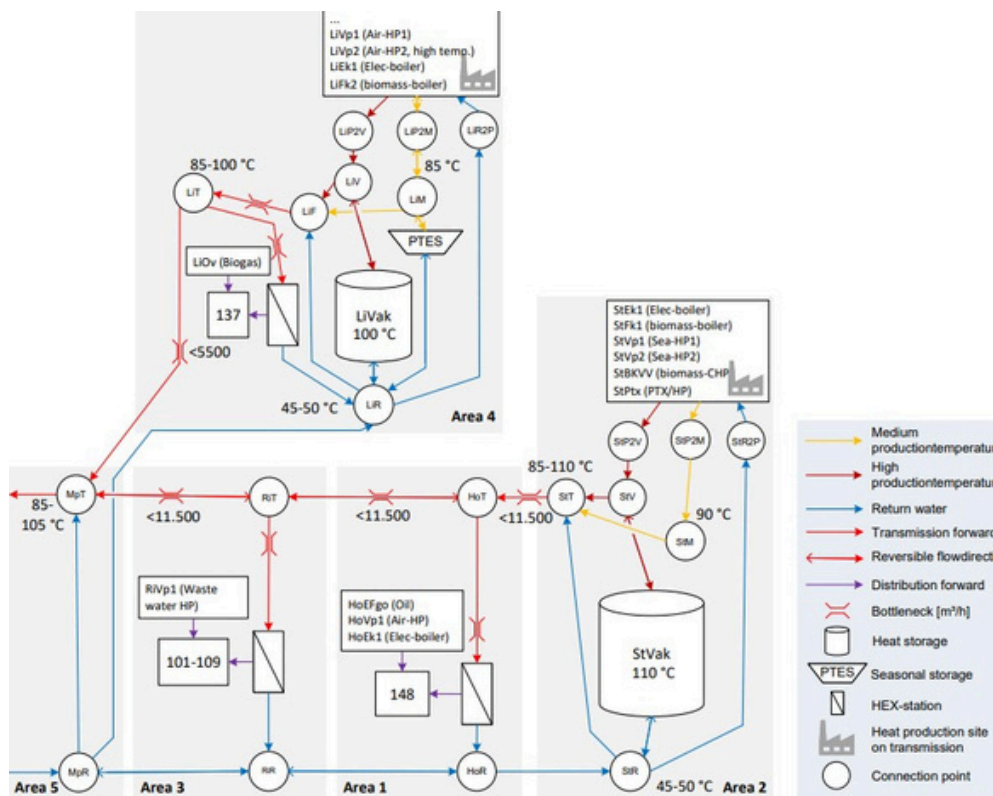 ...
LiVp1 (Air-HP1)
LiVp2 (Air-HP2, high temp.)
LiEk1 (Elec-boiler)
LiFk2 (biomass-boiler)
LiP2V
LiP2M
LiR2P
85-100 °C
85 °C
LiT
LiV
LiM
LiF
PTES
LiOv (Biogas)
137
LiVak
100 °C
<5500
45-50 °C
LiR
Area 4
StEk1 (Elec-boiler)
StFk1 (biomass-boiler)
StVp1 (Sea-HP1)
StVp2 (Sea-HP2)
StBKVV (biomass-CHP
StPtx (PTX/HP)
StP2V
StP2M
StR2P
85-110 °C
MpT
RiT
HoT
StT
StV
90 °C
StM
85-
105 °C
<11.500
<11.500
<11.500
RiVp1 (Waste
water HP)
101-109
HoEFgo (Oil)
HoVp1 (Air-HP)
HoEk1 (Elec-boiler)
148
StVak
110 °C
MpR
RiR
HoR
StR
45-50 °C
Area 5
Area 3
Area 1
Area 2
Medium
productiontemperature
High
productiontemperature
Return water
Transmission forward
Reversible flowdirect
Distribution forward
Bottleneck [m³/h]
Heat storage
PTES
Seasonal storage
HEX-station
Heat production site
on transmission
Connection point